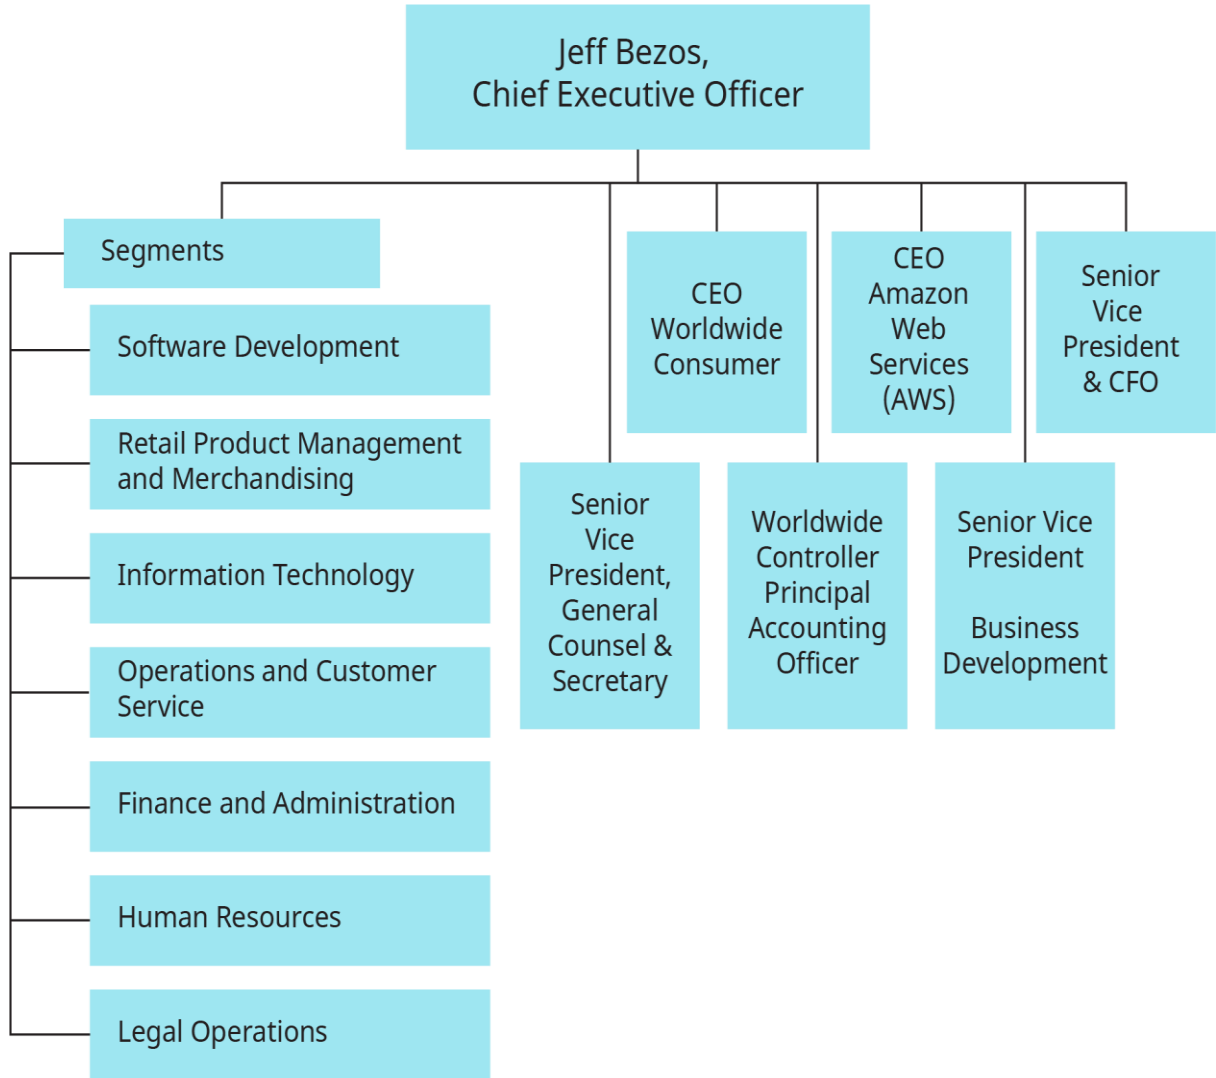 Jeff Bezos,
Chief Executive Officer
Segments
Software Development
Retail Product Management
and Merchandising
Information Technology
Operations and Customer
Service
Finance and Administration
Human Resources
Legal Operations
CEO
Worldwide
Consumer
CEO
Amazon
Web
Services
(AWS)
Senior
Vice
President
& CFO
Senior
Vice
President,
General
Counsel &
Secretary
Worldwide
Controller
Principal
Accounting
Officer
Senior Vice
President
Business
Development